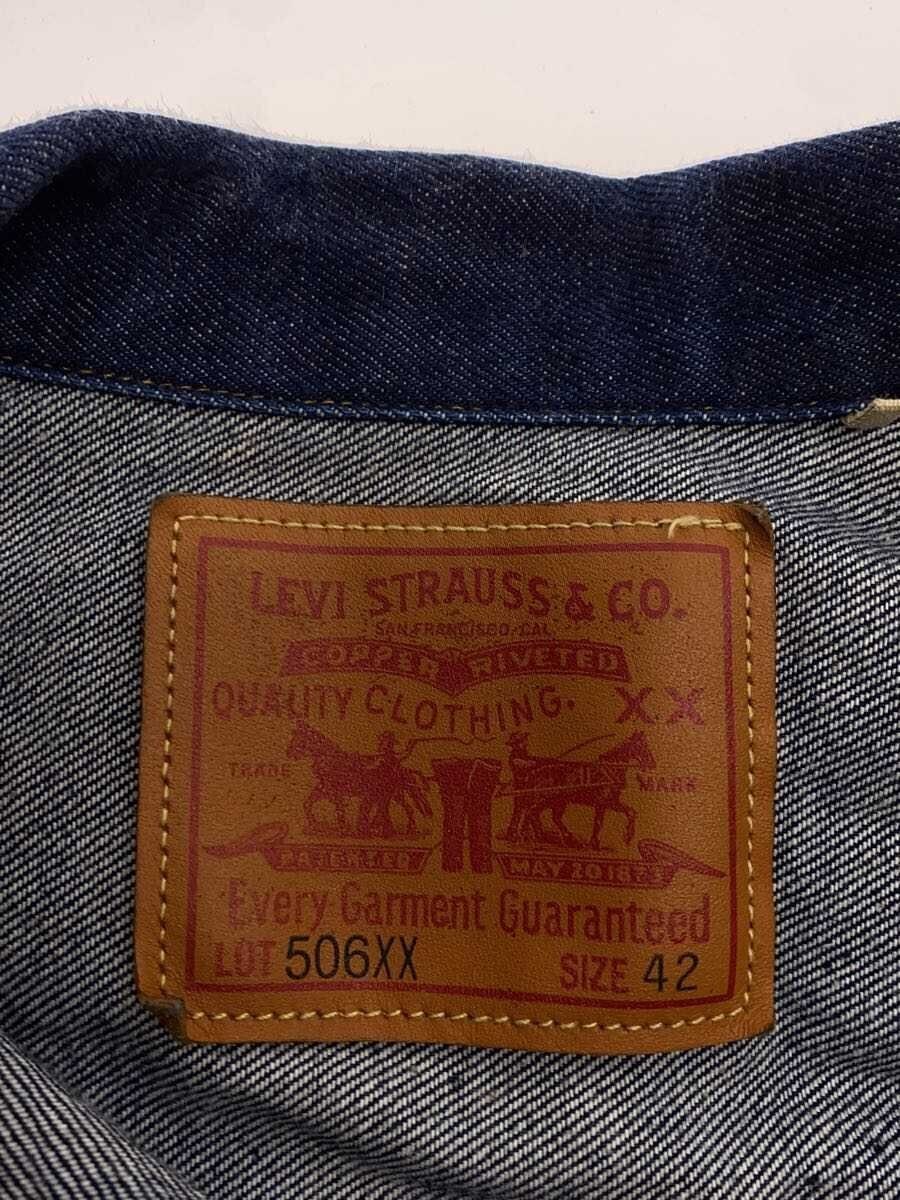 LEVI STRAUSS & CO.
SAN FRANCISCO, CAL.
COPPER RIVETED
QUALITY CLOTHING. XX
TRADE MARK
PATENTED MAY 20 1873
Every Garment Guaranteed
LOT 506XX SIZE 42